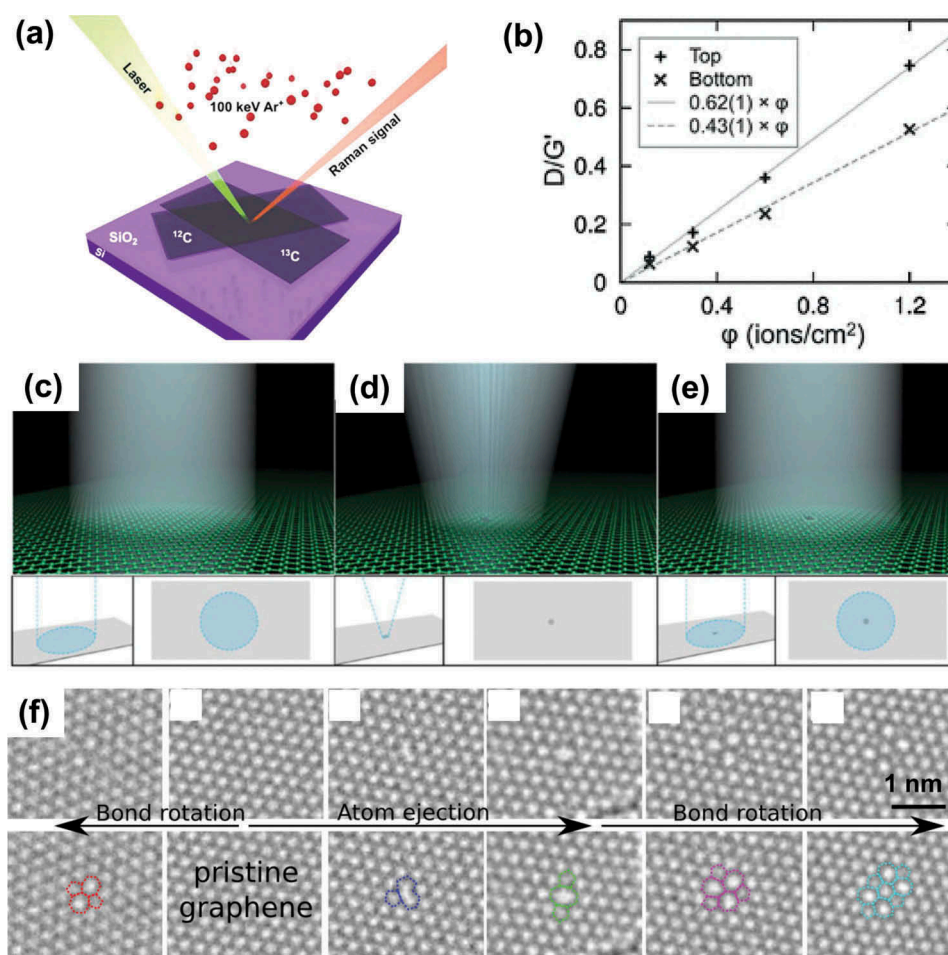 (a)
Laser
100 keV Ar⁺
Raman signal
SiO₂
Si
¹²C
¹³C
(b)
D/G'
0.8
0.6
0.4
0.2
0
+ Top
× Bottom
0.62(1) × φ
0.43(1) × φ
0 0.4 0.8 1.2
φ (ions/cm²)
(c)
(d)
(e)
(f)
1 nm
Bond rotation
Atom ejection
Bond rotation
pristine
graphene